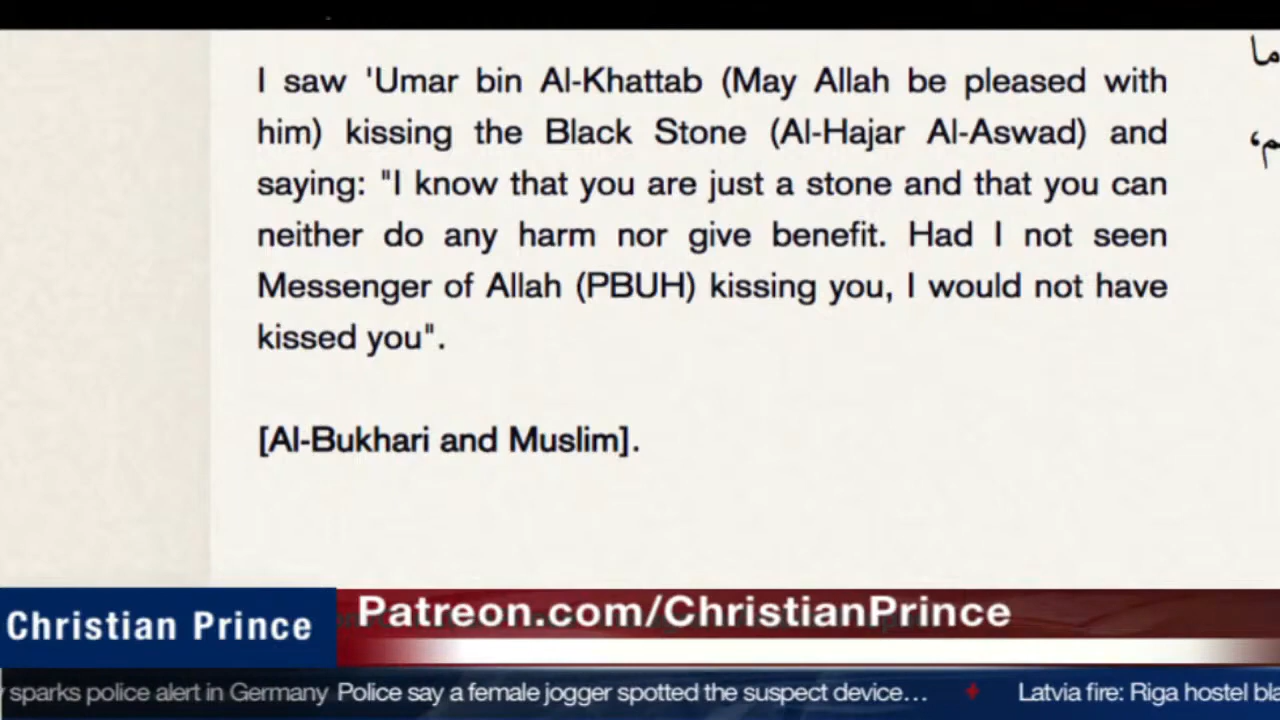 I saw 'Umar bin Al-Khattab (May Allah be pleased with
him) kissing the Black Stone (Al-Hajar Al-Aswad) and
saying: "I know that you are just a stone and that you can
neither do any harm nor give benefit. Had I not seen
Messenger of Allah (PBUH) kissing you, I would not have
kissed you".
[Al-Bukhari and Muslim].
ما
م،
Christian Prince
Patreon.com/ChristianPrince
sparks police alert in Germany Police say a female jogger spotted the suspect device… Latvia fire: Riga hostel